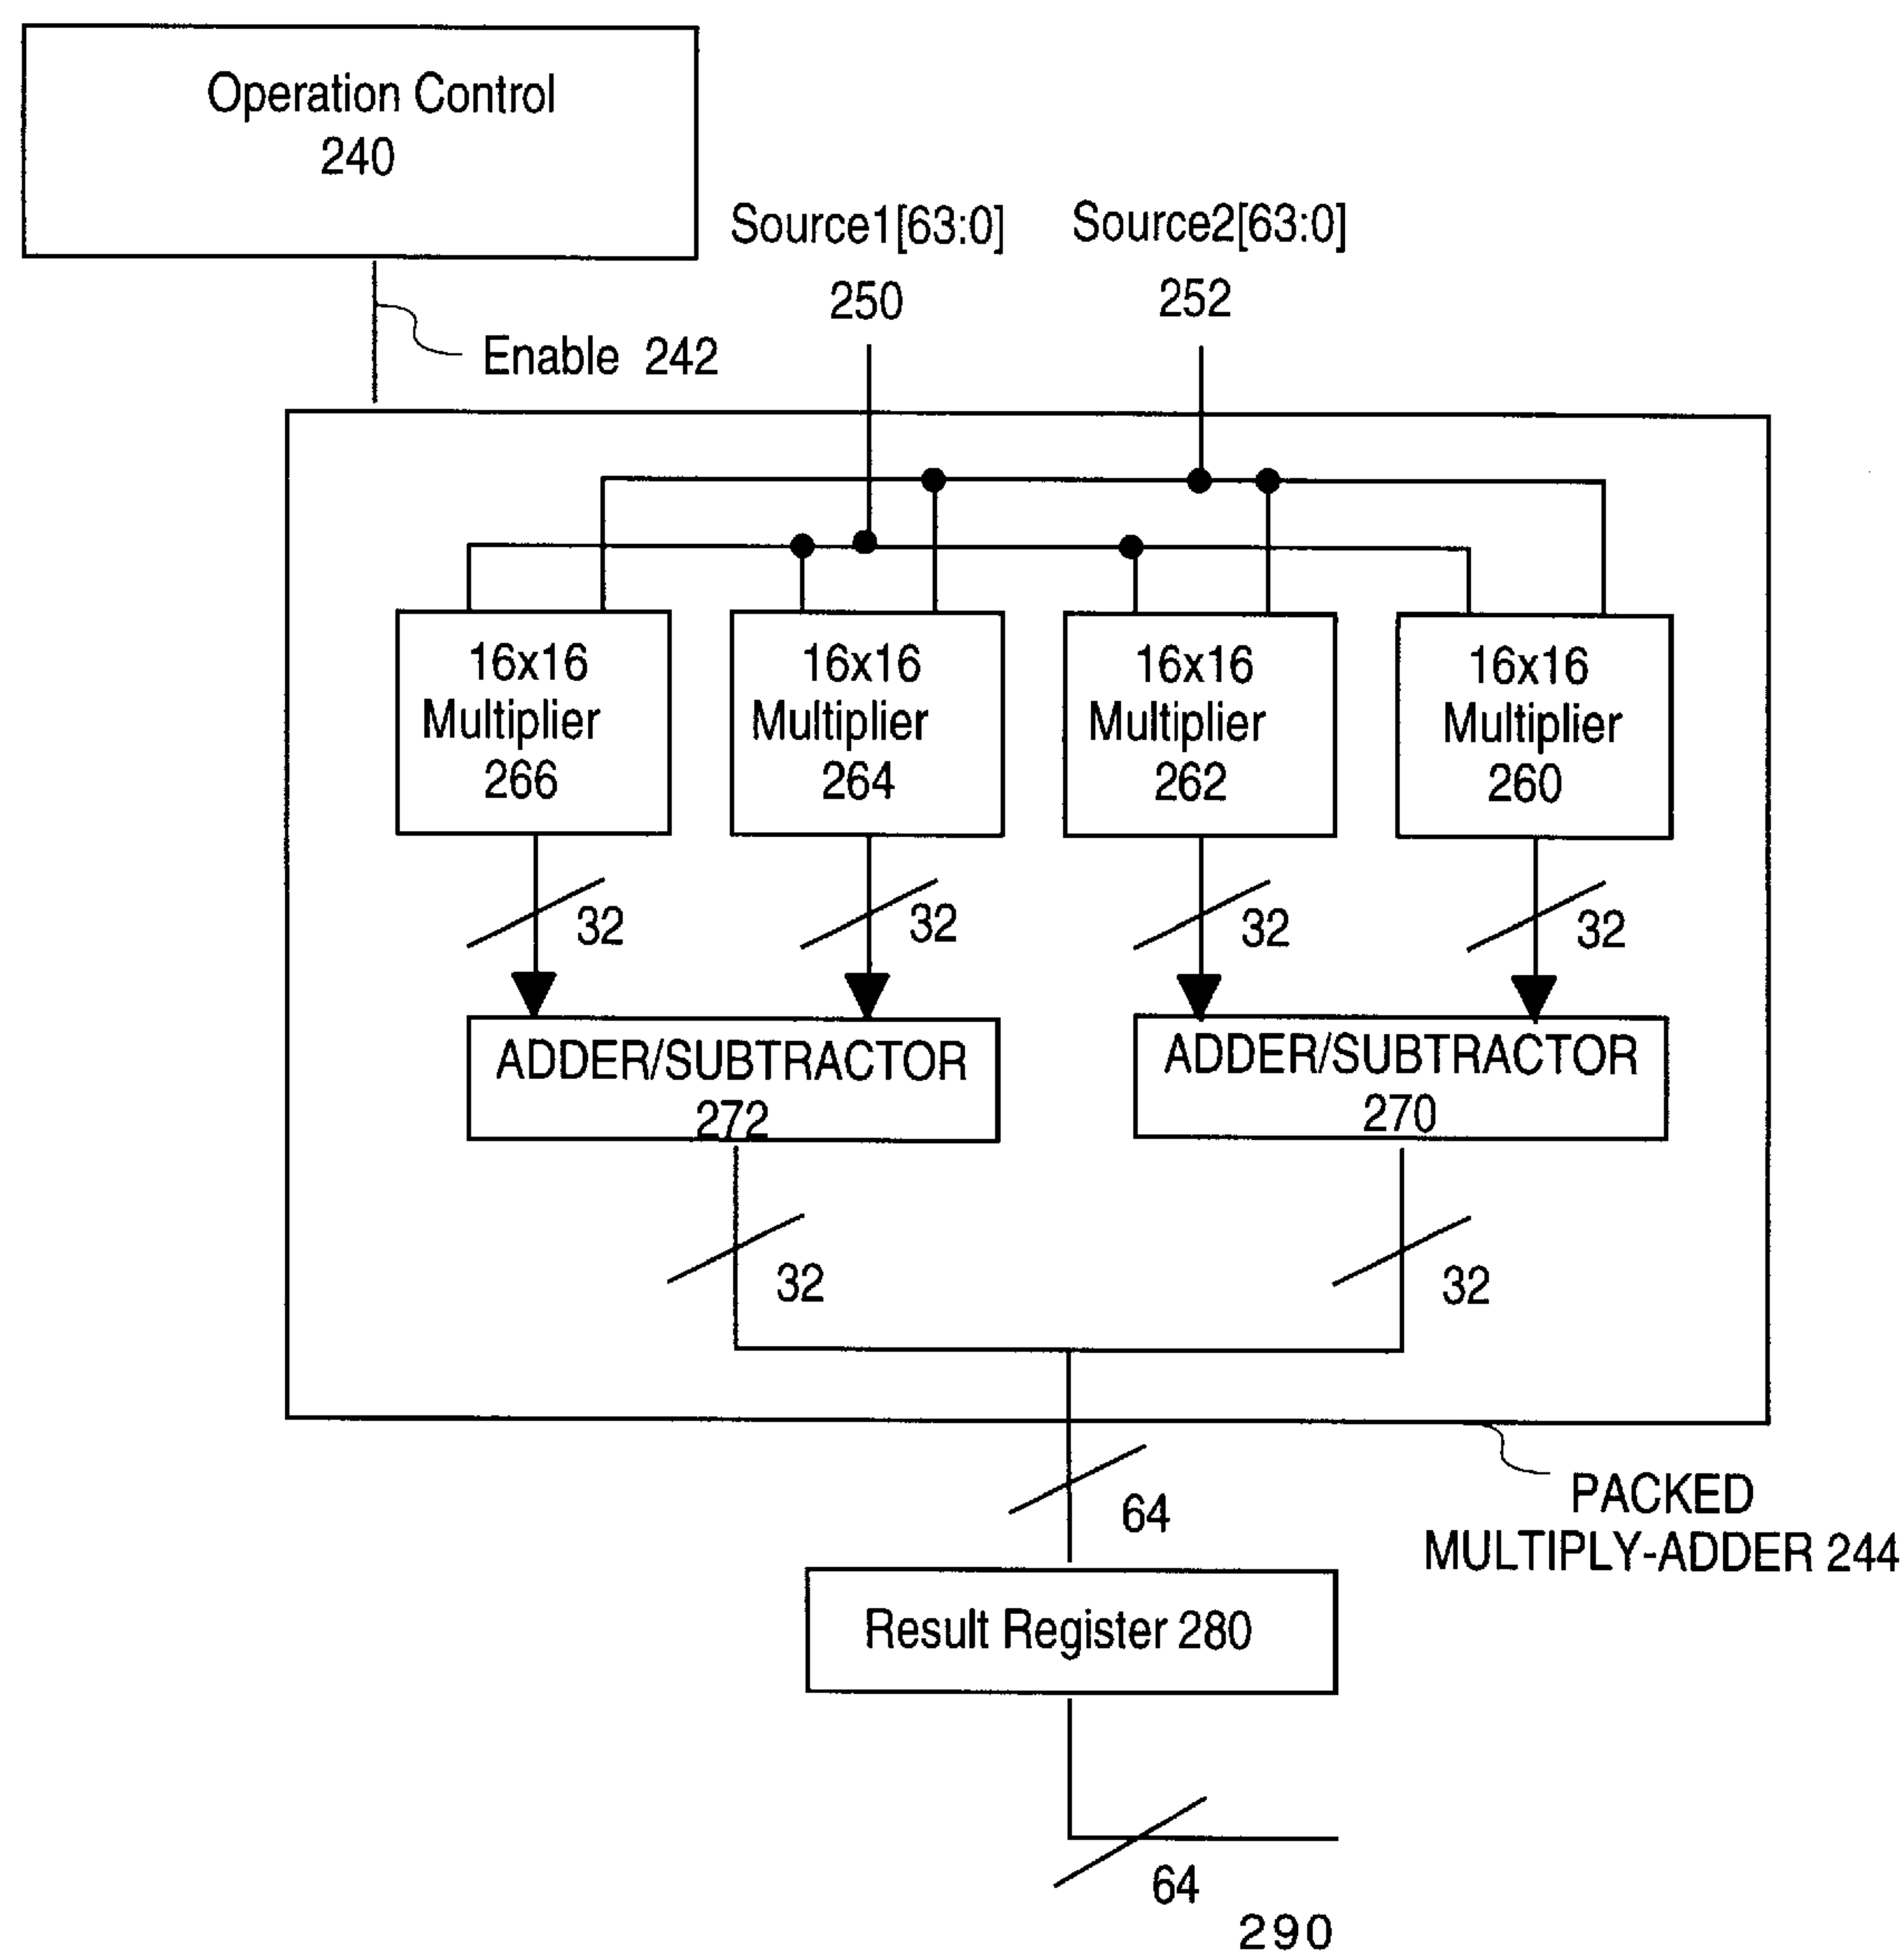 Operation Control
240
Enable 242
Source1[63:0]
250
Source2[63:0]
252
16x16
Multiplier
266
16x16
Multiplier
264
16x16
Multiplier
262
16x16
Multiplier
260
32
32
32
32
ADDER/SUBTRACTOR
272
ADDER/SUBTRACTOR
270
32
32
64
PACKED
MULTIPLY-ADDER 244
Result Register 280
64
290